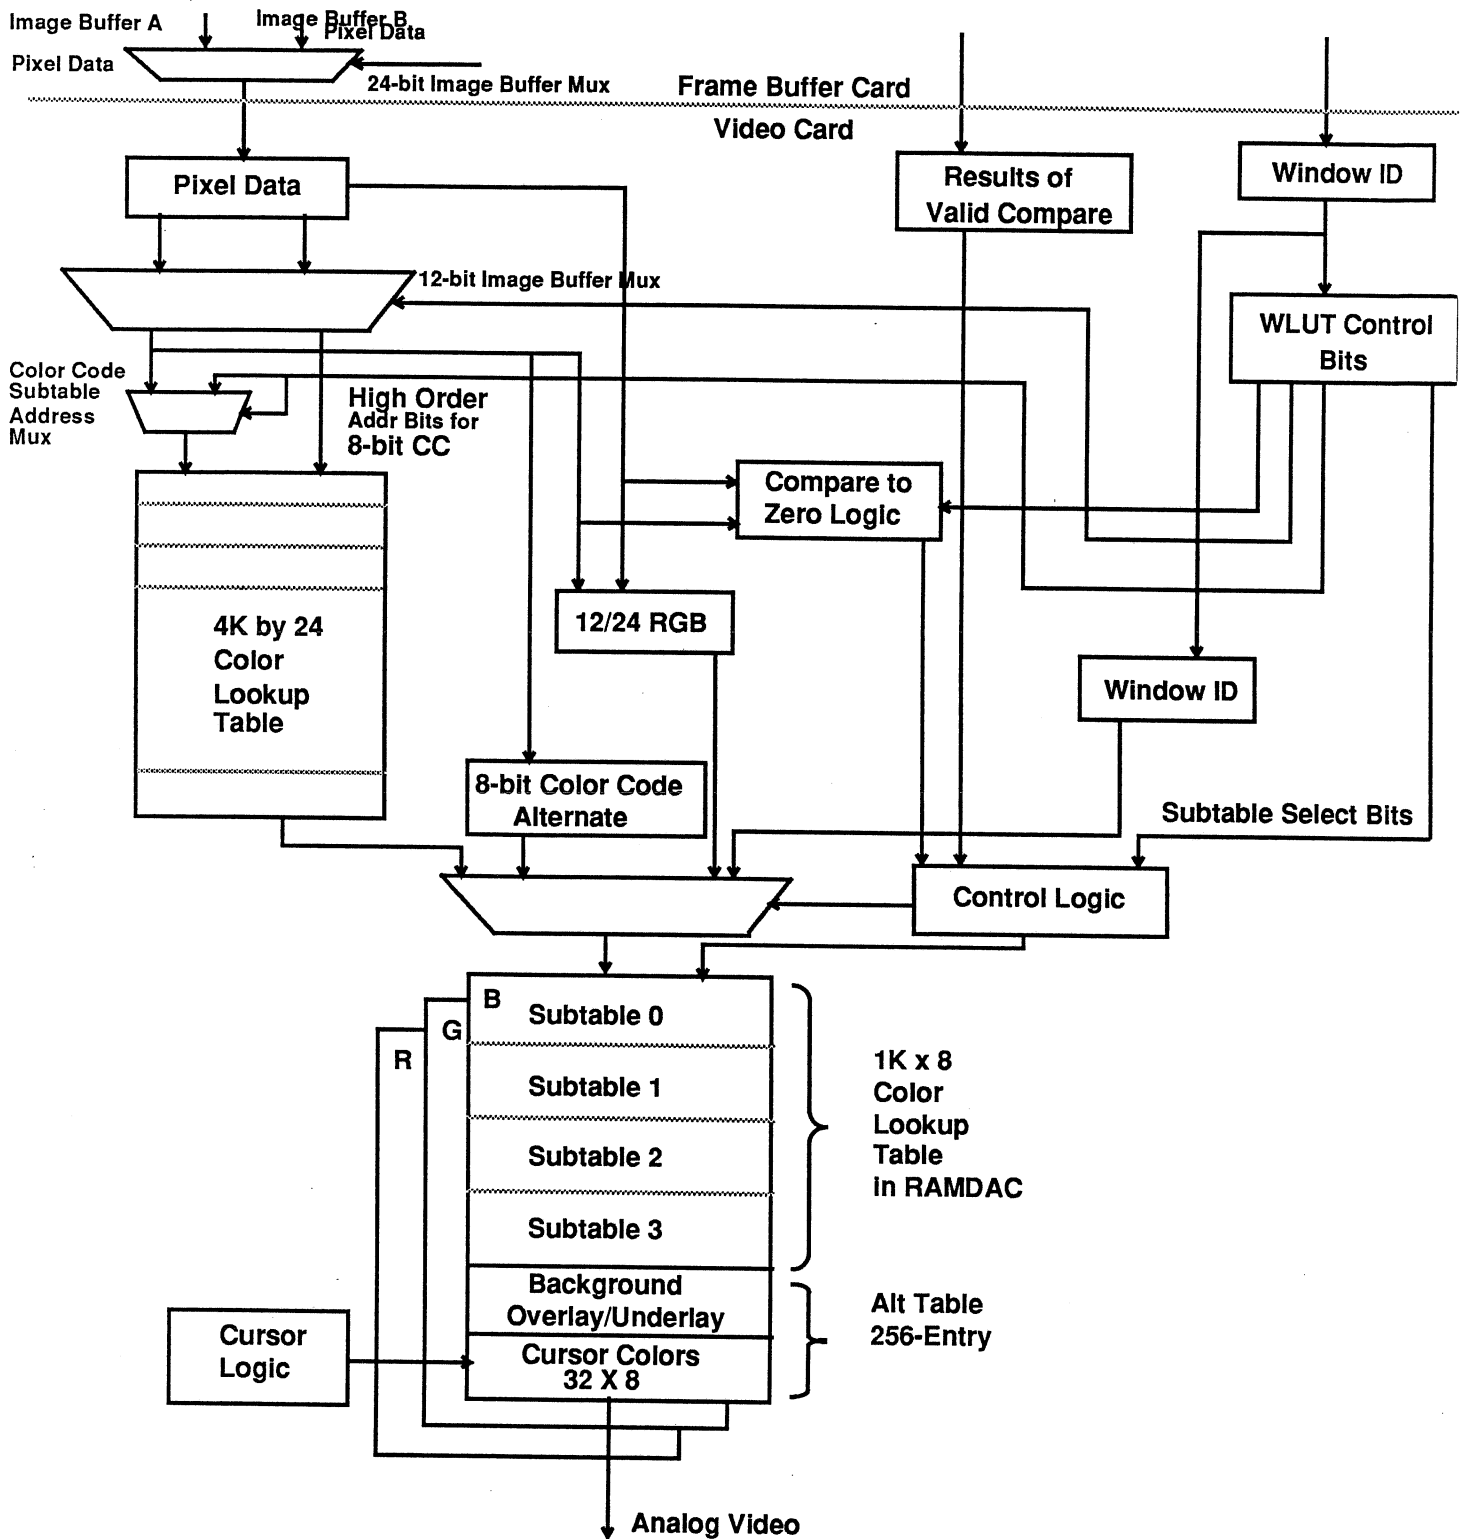 Image Buffer A
Image Buffer B
Pixel Data
Pixel Data
24-bit Image Buffer Mux
Frame Buffer Card
Video Card
Pixel Data
Results of
Valid Compare
Window ID
12-bit Image Buffer Mux
WLUT Control
Bits
Color Code
Subtable
Address
Mux
High Order
Addr Bits for
8-bit CC
Compare to
Zero Logic
4K by 24
Color
Lookup
Table
12/24 RGB
Window ID
8-bit Color Code
Alternate
Subtable Select Bits
Control Logic
B
G
R
Subtable 0
Subtable 1
Subtable 2
Subtable 3
1K x 8
Color
Lookup
Table
in RAMDAC
Background
Overlay/Underlay
Cursor Colors
32 X 8
Alt Table
256-Entry
Cursor
Logic
Analog Video